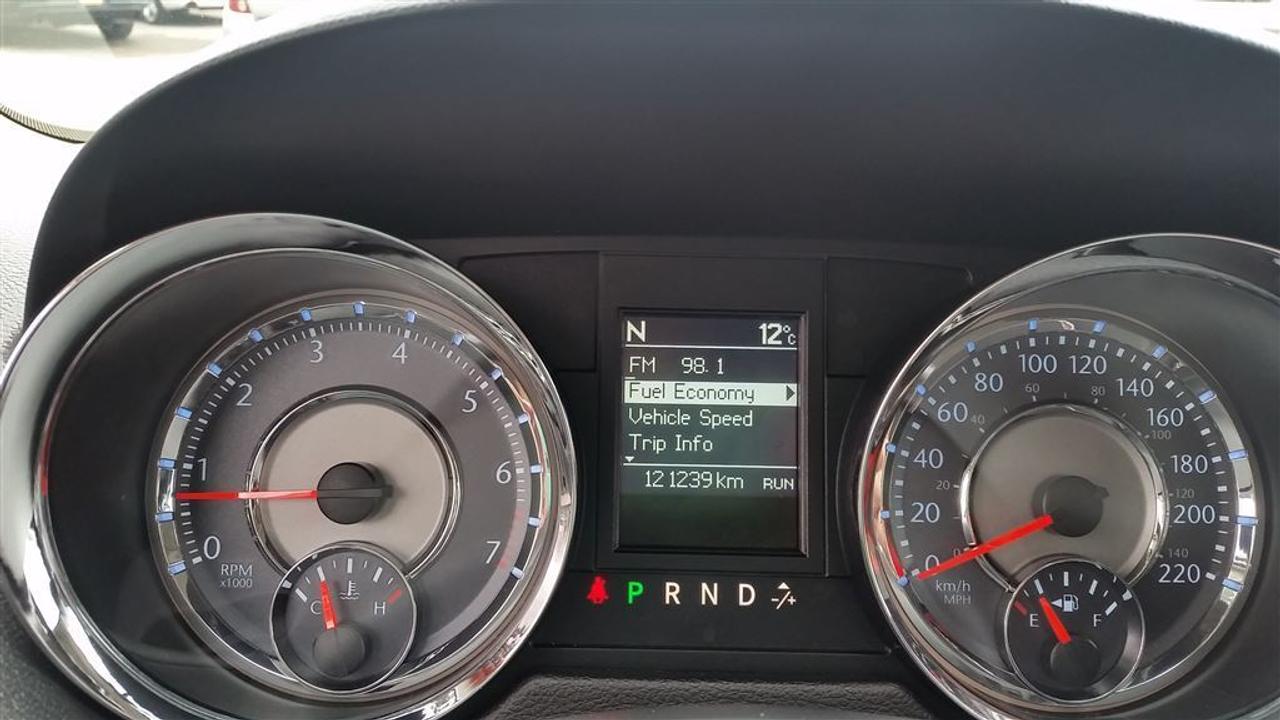 N 12°C
FM 98.1
Fuel Economy
Vehicle Speed
Trip Info
121239 km RUN
P R N D -/+
0 1 2 3 4 5 6 7
RPM
x1000
C H
0 20 40 60 80 100 120 140 160 180 200 220
0 20 40 60 80 100 120 140
km/h
MPH
E F